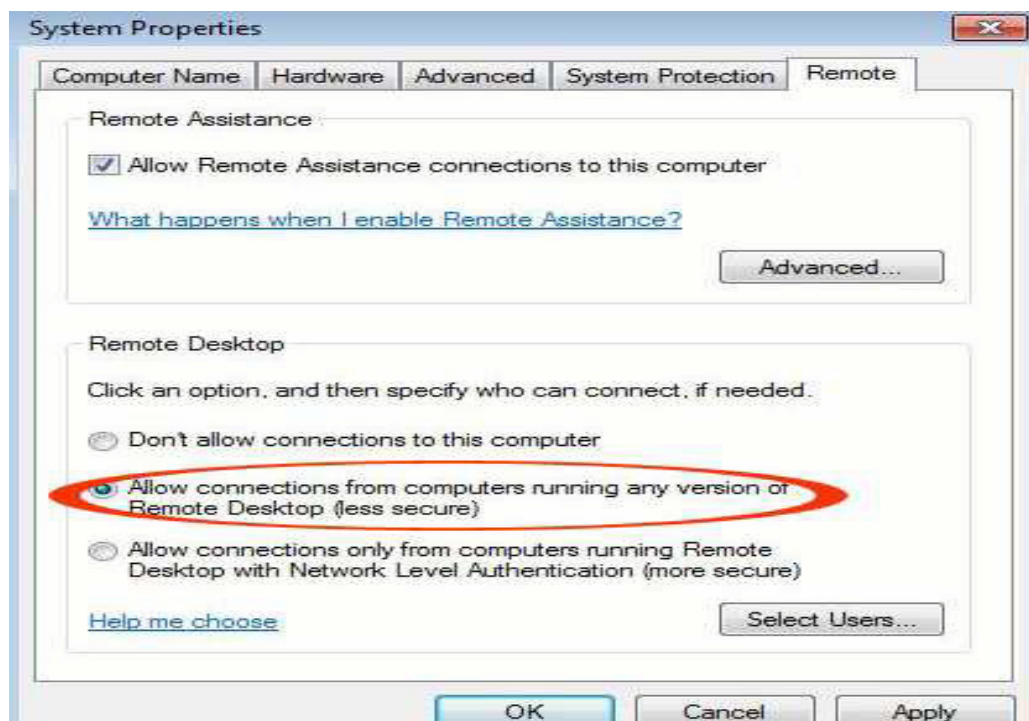 System Properties
Computer Name Hardware Advanced System Protection Remote
Remote Assistance
Allow Remote Assistance connections to this computer
What happens when I enable Remote Assistance?
Advanced...
Remote Desktop
Click an option, and then specify who can connect, if needed.
Don't allow connections to this computer
Allow connections from computers running any version of
Remote Desktop (less secure)
Allow connections only from computers running Remote
Desktop with Network Level Authentication (more secure)
Help me choose
Select Users...
OK Cancel Apply